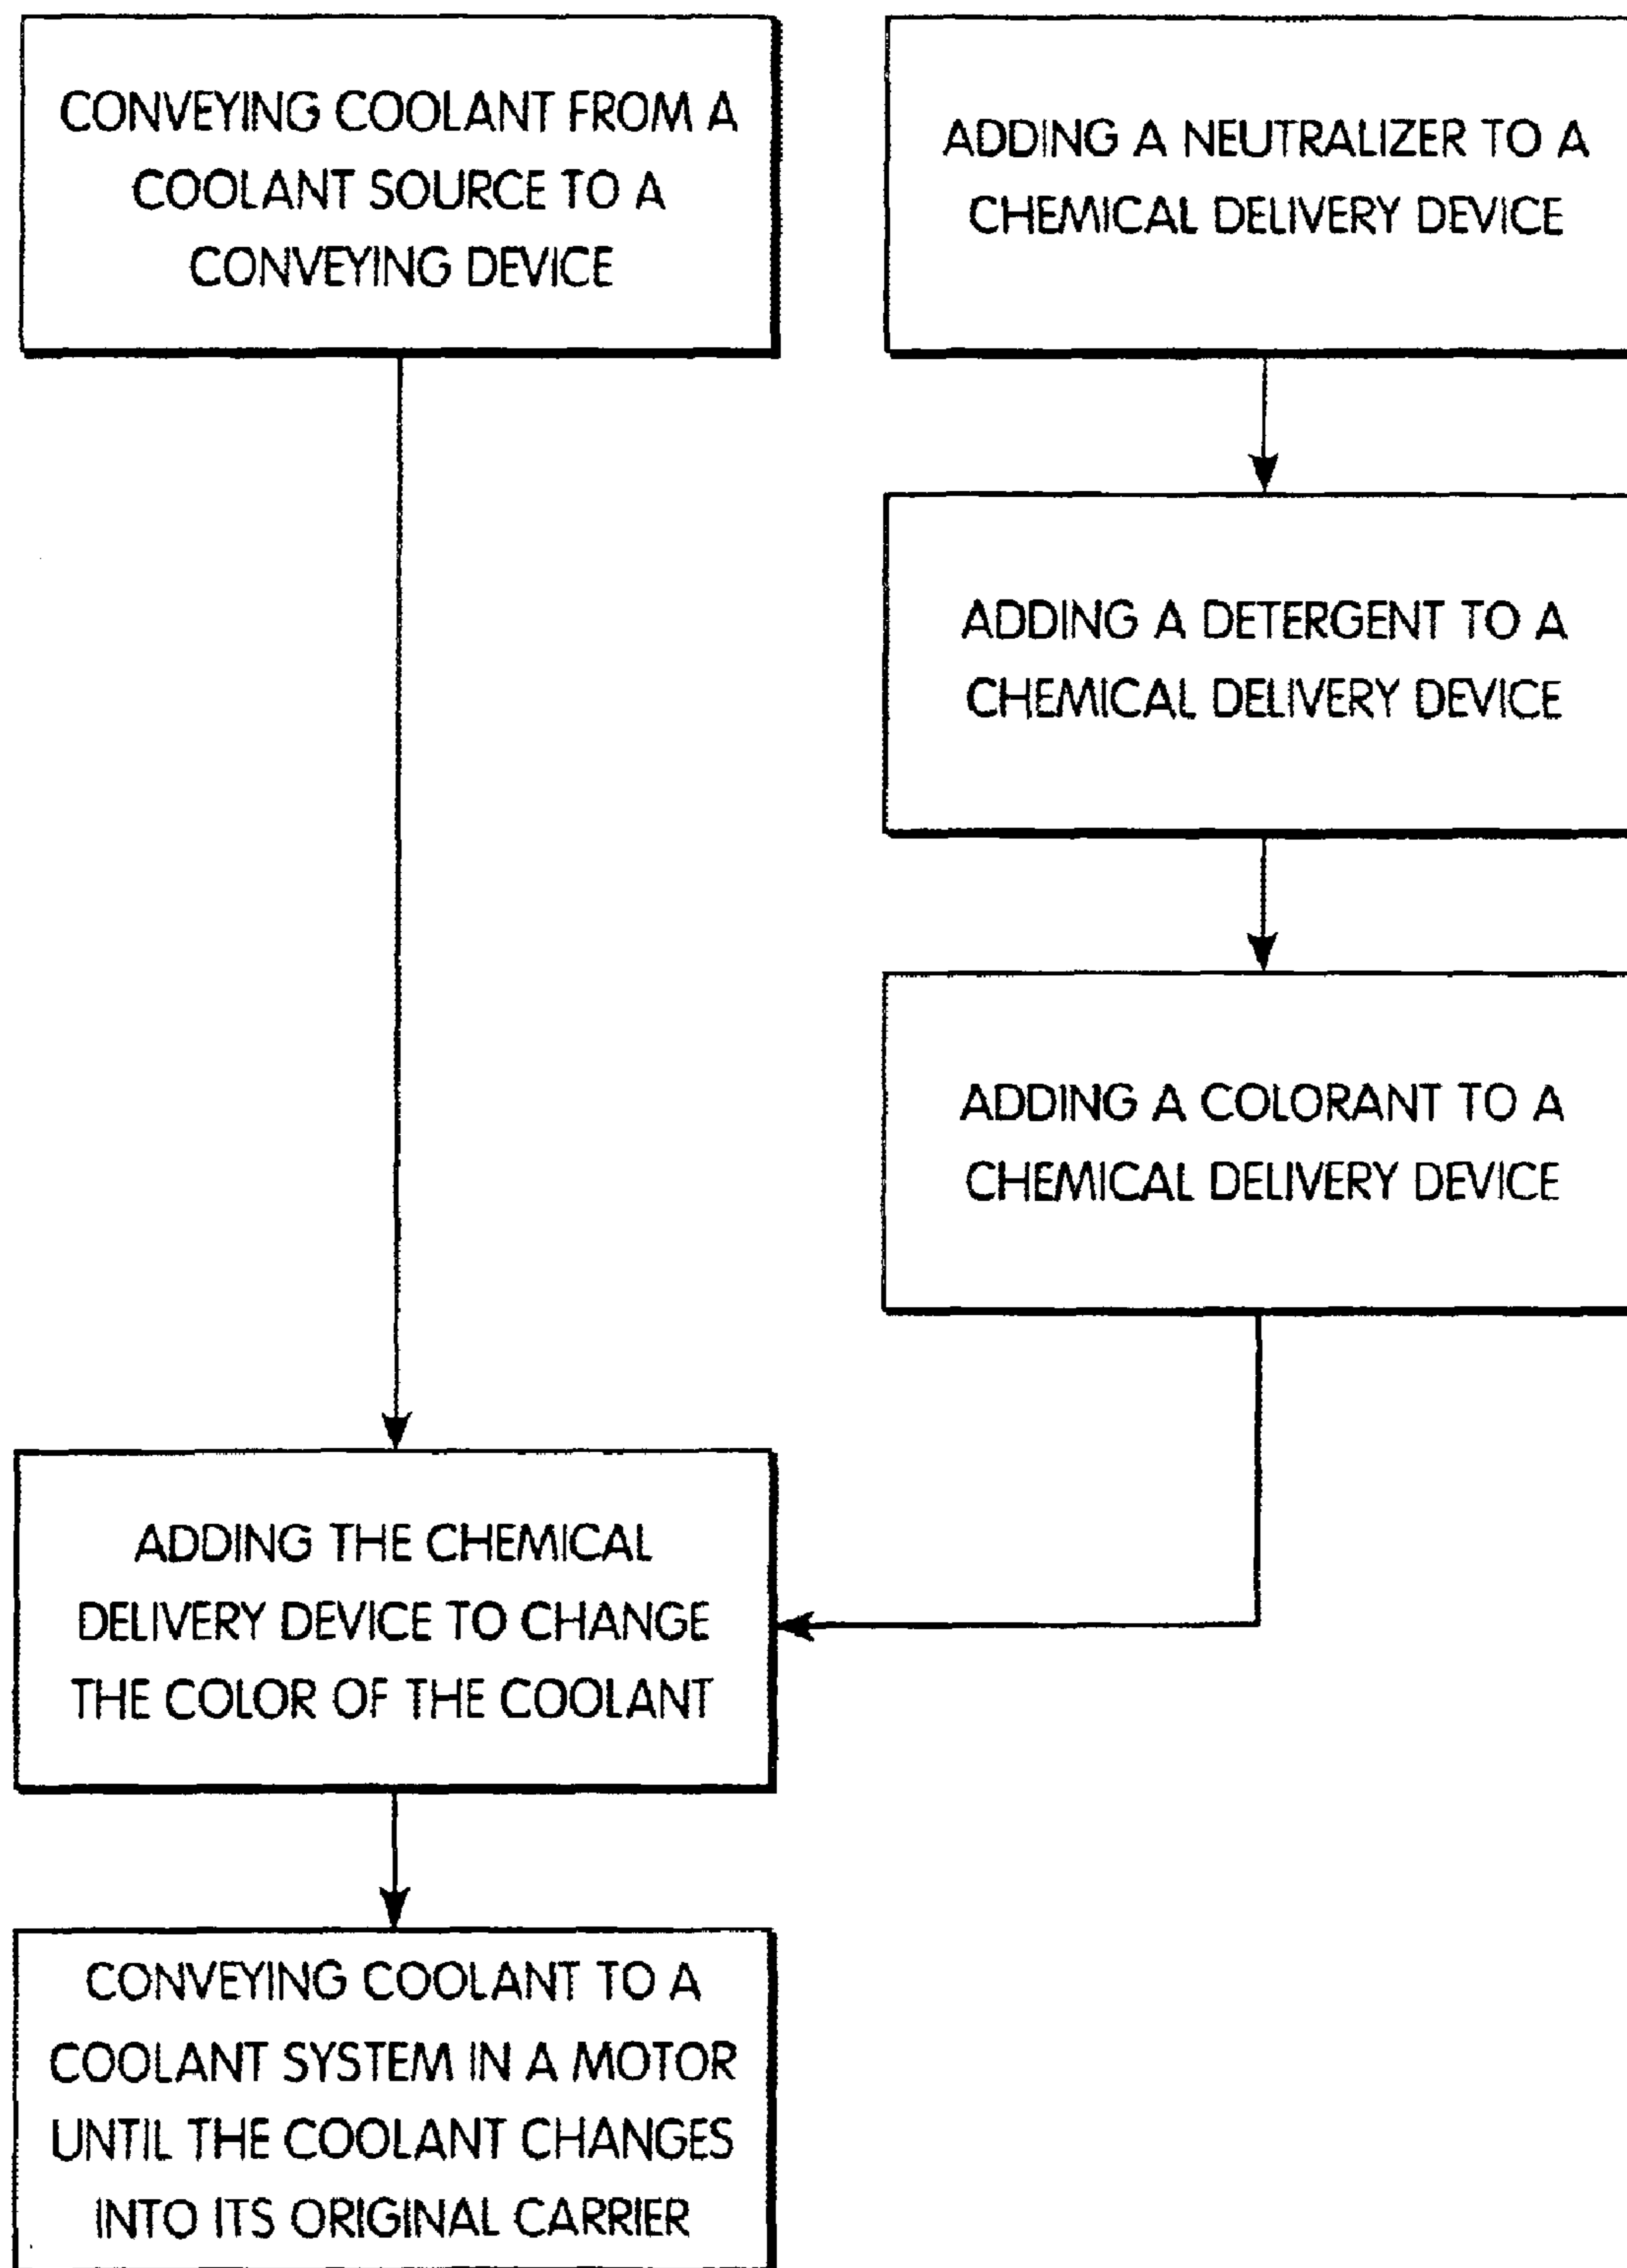 CONVEYING COOLANT FROM A
COOLANT SOURCE TO A
CONVEYING DEVICE
ADDING A NEUTRALIZER TO A
CHEMICAL DELIVERY DEVICE
ADDING A DETERGENT TO A
CHEMICAL DELIVERY DEVICE
ADDING A COLORANT TO A
CHEMICAL DELIVERY DEVICE
ADDING THE CHEMICAL
DELIVERY DEVICE TO CHANGE
THE COLOR OF THE COOLANT
CONVEYING COOLANT TO A
COOLANT SYSTEM IN A MOTOR
UNTIL THE COOLANT CHANGES
INTO ITS ORIGINAL CARRIER